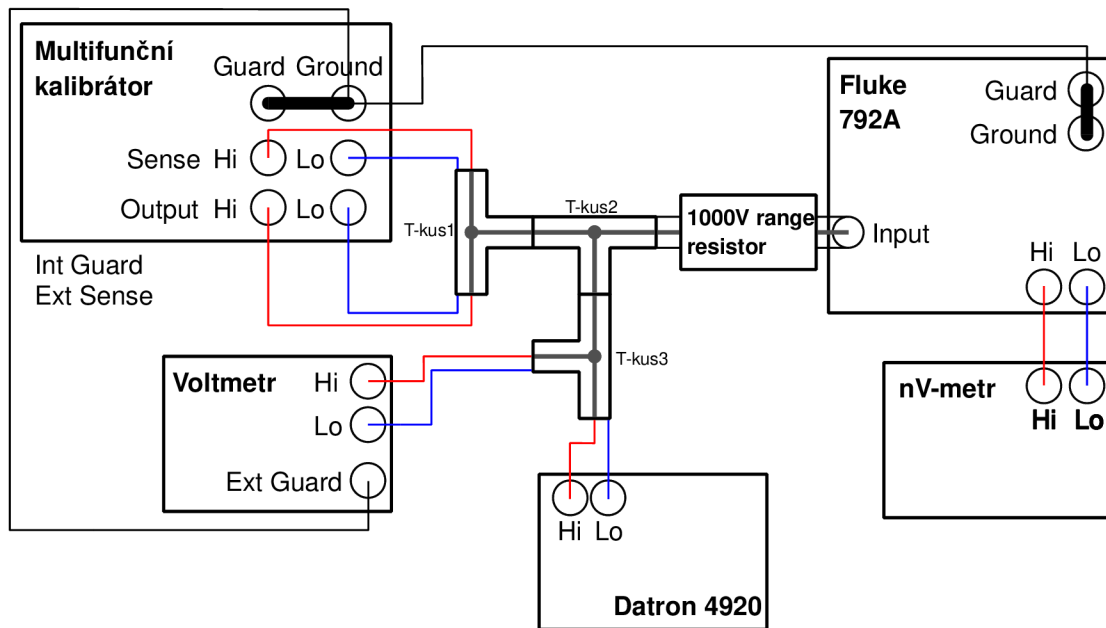 Multifunční
kalibrátor
Guard Ground
Sense Hi Lo
Output Hi Lo
Int Guard
Ext Sense
T-kus1
T-kus2
1000V range
resistor
Input
Fluke
792A
Guard
Ground
Hi Lo
T-kus3
Voltmetr
Hi
Lo
Ext Guard
nV-metr
Hi Lo
Hi Lo
Datron 4920